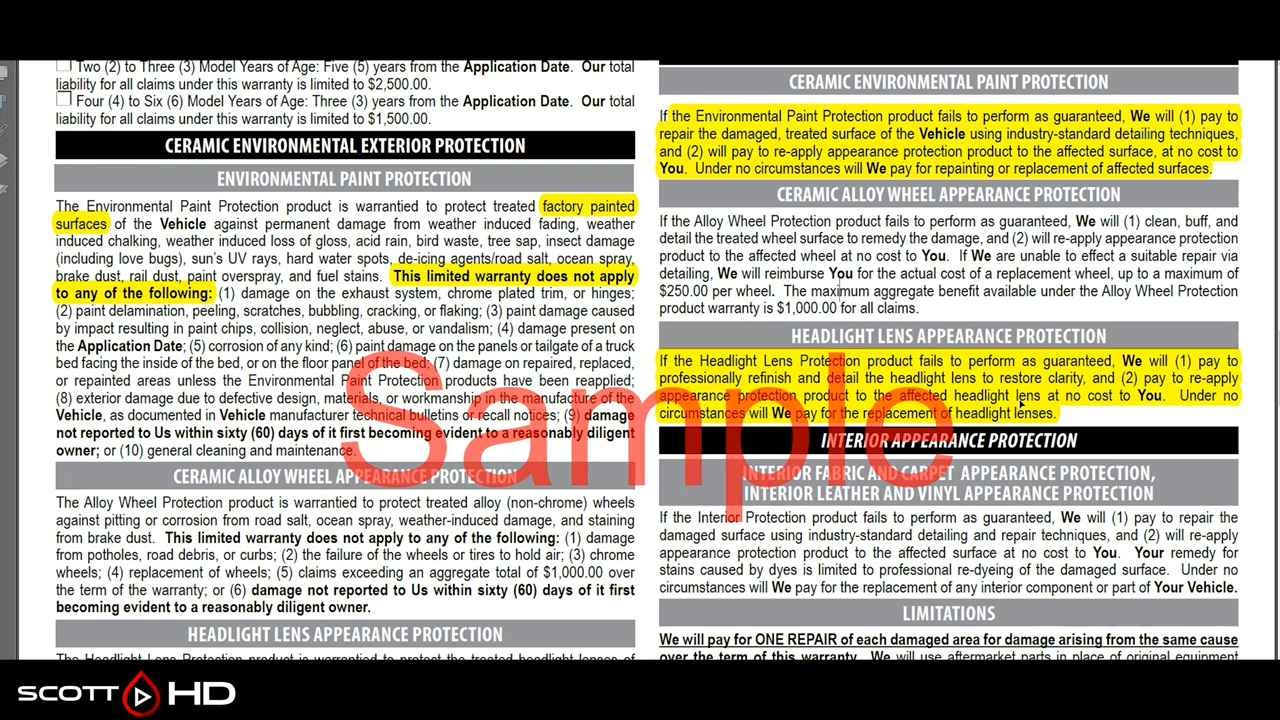 Two (2) to Three (3) Model Years of Age: Five (5) years from the Application Date. Our total
liability for all claims under this warranty is limited to $2,500.00.
Four (4) to Six (6) Model Years of Age: Three (3) years from the Application Date. Our total
liability for all claims under this warranty is limited to $1,500.00.
CERAMIC ENVIRONMENTAL EXTERIOR PROTECTION
ENVIRONMENTAL PAINT PROTECTION
The Environmental Paint Protection product is warrantied to protect treated factory painted
surfaces of the Vehicle against permanent damage from weather induced fading, weather
induced chalking, weather induced loss of gloss, acid rain, bird waste, tree sap, insect damage
(including love bugs), sun's UV rays, hard water spots, de-icing agents/road salt, ocean spray,
brake dust, rail dust, paint overspray, and fuel stains. This limited warranty does not apply
to any of the following: (1) damage on the exhaust system, chrome plated trim, or hinges;
(2) paint delamination, peeling, scratches, bubbling, cracking, or flaking; (3) paint damage caused
by impact resulting in paint chips, collision, neglect, abuse, or vandalism; (4) damage present on
the Application Date; (5) corrosion of any kind; (6) paint damage on the panels or tailgate of a truck
bed facing the inside of the bed, or on the floor panel of the bed; (7) damage on repaired, replaced,
or repainted areas unless the Environmental Paint Protection products have been reapplied;
(8) exterior damage due to defective design, materials, or workmanship in the manufacture of the
Vehicle, as documented in Vehicle manufacturer technical bulletins or recall notices; (9) damage
not reported to Us within sixty (60) days of it first becoming evident to a reasonably diligent
owner; or (10) general cleaning and maintenance.
CERAMIC ALLOY WHEEL APPEARANCE PROTECTION
The Alloy Wheel Protection product is warrantied to protect treated alloy (non-chrome) wheels
against pitting or corrosion from road salt, ocean spray, weather-induced damage, and staining
from brake dust. This limited warranty does not apply to any of the following: (1) damage
from potholes, road debris, or curbs; (2) the failure of the wheels or tires to hold air; (3) chrome
wheels; (4) replacement of wheels; (5) claims exceeding an aggregate total of $1,000.00 over
the term of the warranty; or (6) damage not reported to Us within sixty (60) days of it first
becoming evident to a reasonably diligent owner.
HEADLIGHT LENS APPEARANCE PROTECTION
The Headlight Lens Protection product is warrantied to protect the treated headlight lenses of
CERAMIC ENVIRONMENTAL PAINT PROTECTION
If the Environmental Paint Protection product fails to perform as guaranteed, We will (1) pay to
repair the damaged, treated surface of the Vehicle using industry-standard detailing techniques,
and (2) will pay to re-apply appearance protection product to the affected surface, at no cost to
You. Under no circumstances will We pay for repainting or replacement of affected surfaces.
CERAMIC ALLOY WHEEL APPEARANCE PROTECTION
If the Alloy Wheel Protection product fails to perform as guaranteed, We will (1) clean, buff, and
detail the treated wheel surface to remedy the damage, and (2) will re-apply appearance protection
product to the affected wheel at no cost to You. If We are unable to effect a suitable repair via
detailing, We will reimburse You for the actual cost of a replacement wheel, up to a maximum of
$250.00 per wheel. The maximum aggregate benefit available under the Alloy Wheel Protection
product warranty is $1,000.00 for all claims.
HEADLIGHT LENS APPEARANCE PROTECTION
If the Headlight Lens Protection product fails to perform as guaranteed, We will (1) pay to
professionally refinish and detail the headlight lens to restore clarity, and (2) pay to re-apply
appearance protection product to the affected headlight lens at no cost to You. Under no
circumstances will We pay for the replacement of headlight lenses.
INTERIOR APPEARANCE PROTECTION
INTERIOR FABRIC AND CARPET APPEARANCE PROTECTION,
INTERIOR LEATHER AND VINYL APPEARANCE PROTECTION
If the Interior Protection product fails to perform as guaranteed, We will (1) pay to repair the
damaged surface using industry-standard detailing and repair techniques, and (2) will re-apply
appearance protection product to the affected surface at no cost to You. Your remedy for
stains caused by dyes is limited to professional re-dyeing of the damaged surface. Under no
circumstances will We pay for the replacement of any interior component or part of Your Vehicle.
LIMITATIONS
We will pay for ONE REPAIR of each damaged area for damage arising from the same cause
over the term of this warranty. We will use aftermarket parts in place of original equipment
Sample
SCOTT HD